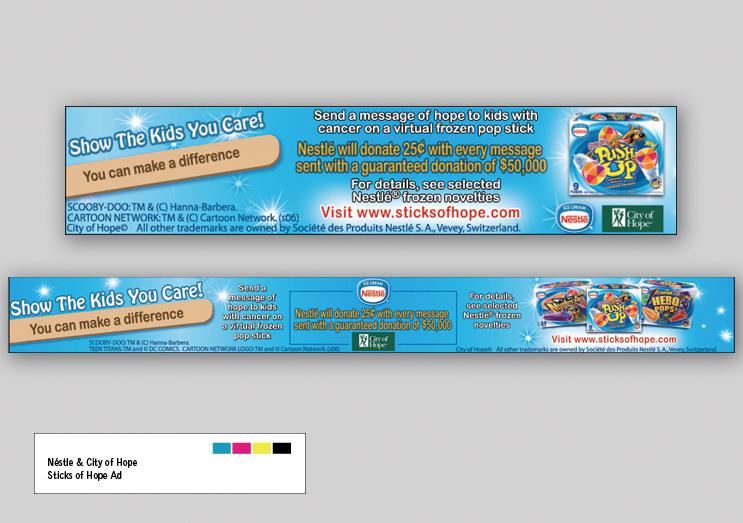 Show The Kids You Care!
You can make a difference
SCOOBY-DOO:TM & (C) Hanna-Barbera.
CARTOON NETWORK:TM & (C) Cartoon Network. (s06)
City of Hope© All other trademarks are owned by Société des Produits Nestlé S. A., Vevey, Switzerland.
Send a message of hope to kids with
cancer on a virtual frozen pop stick
Nestlé will donate 25¢ with every message
sent with a guaranteed donation of $50,000
For details, see selected
Nestlé® frozen novelties
Visit www.sticksofhope.com
Nestlé
PUSH
UP
9
ICE CREAM
Nestlé
City of
Hope
Show The Kids You Care!
You can make a difference
SCOOBY-DOO:TM & (C) Hanna-Barbera.
TEEN TITANS:TM and © DC COMICS. CARTOON NETWORK LOGO:TM and © Cartoon Network. (s06)
Send a
message of
hope to kids
with cancer on
a virtual frozen
pop stick
ICE CREAM
Nestlé
Nestlé will donate 25¢ with every message
sent with a guaranteed donation of $50,000
City of
Hope
For details,
see selected
Nestlé® frozen
novelties
PUSH
UP
HERO
POPS!
Visit www.sticksofhope.com
City of Hope© All other trademarks are owned by Société des Produits Nestlé S. A., Vevey, Switzerland.
Néstle & City of Hope
Sticks of Hope Ad